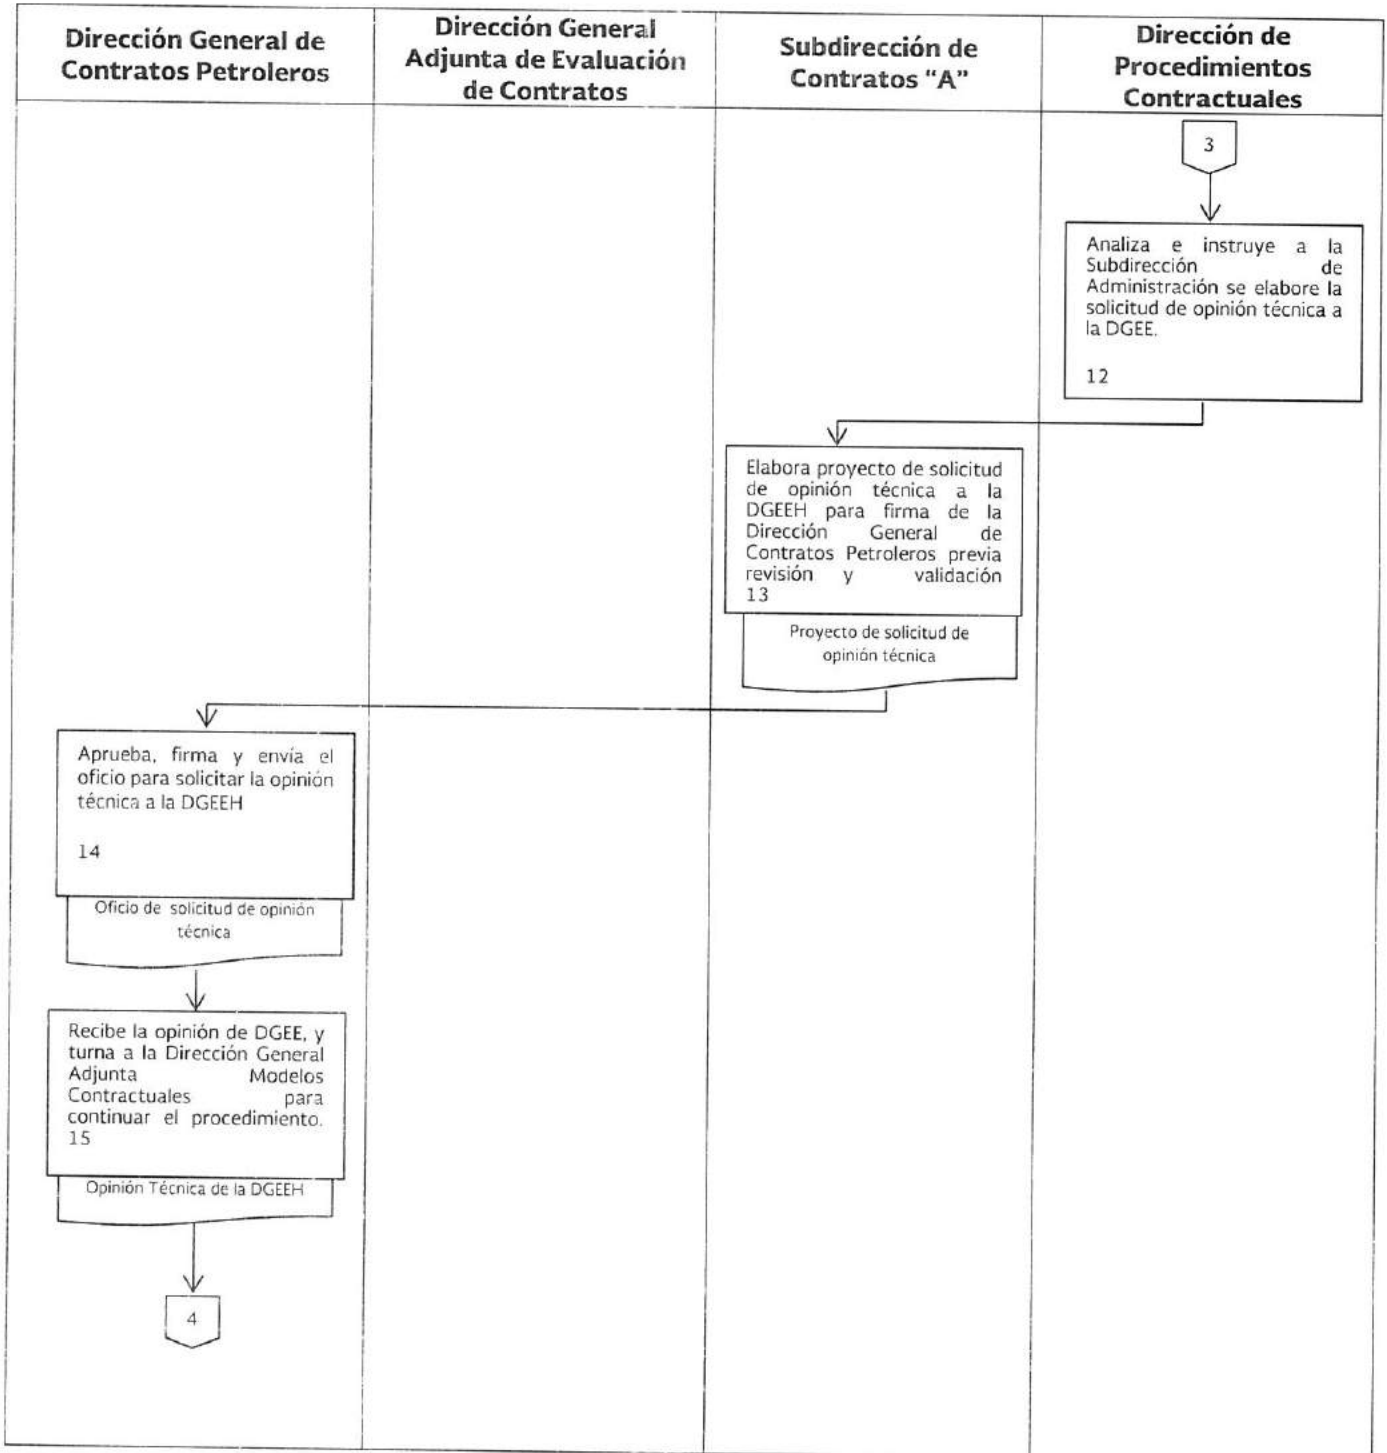 Dirección General de
Contratos Petroleros
Dirección General
Adjunta de Evaluación
de Contratos
Subdirección de
Contratos “A”
Dirección de
Procedimientos
Contractuales
3
Analiza e instruye a la
Subdirección de
Administración se elabore la
solicitud de opinión técnica a
la DGEE.
12
Elabora proyecto de solicitud
de opinión técnica a la
DGEEH para firma de la
Dirección General de
Contratos Petroleros previa
revisión y validación
13
Proyecto de solicitud de
opinión técnica
Aprueba, firma y envía el
oficio para solicitar la opinión
técnica a la DGEEH
14
Oficio de solicitud de opinión
técnica
Recibe la opinión de DGEE, y
turna a la Dirección General
Adjunta Modelos
Contractuales para
continuar el procedimiento.
15
Opinión Técnica de la DGEEH
4